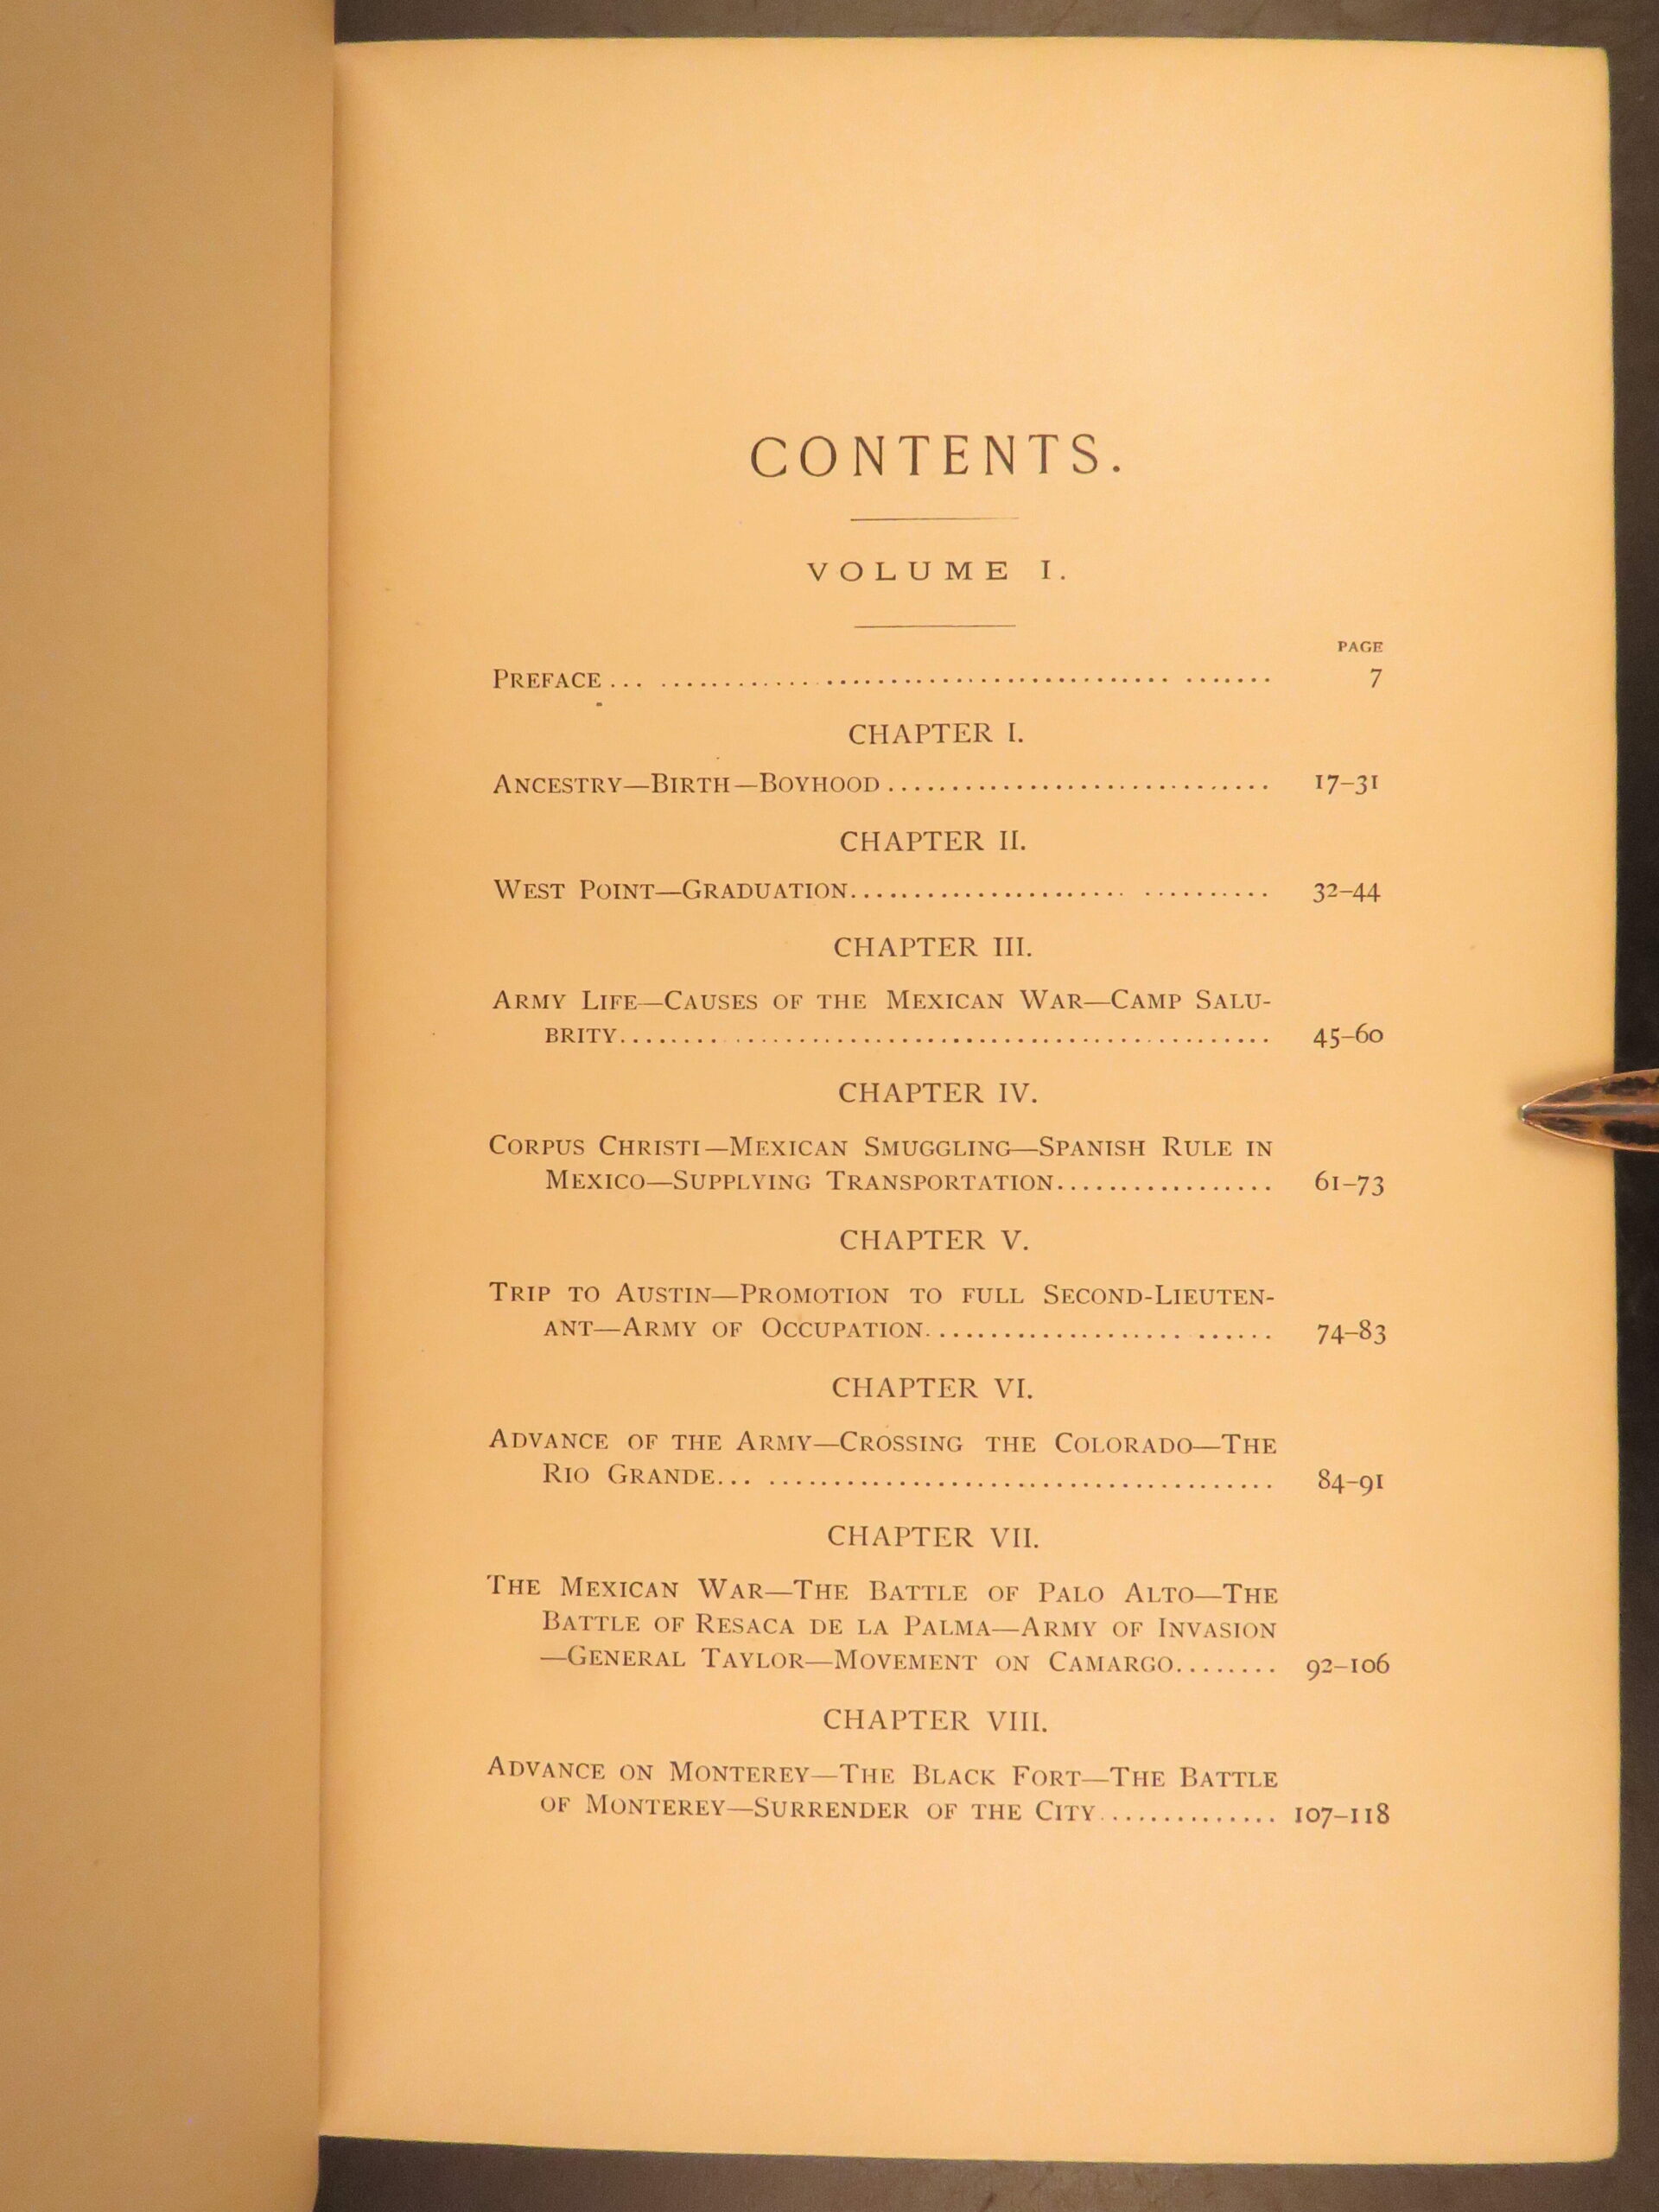 CONTENTS.
VOLUME I.
PAGE
PREFACE... ................................................ ....... 7
CHAPTER I.
ANCESTRY—BIRTH—BOYHOOD.............................. 17–31
CHAPTER II.
WEST POINT—GRADUATION...................... .......... 32–44
CHAPTER III.
ARMY LIFE—CAUSES OF THE MEXICAN WAR—CAMP SALU-
BRITY.................................................... 45–60
CHAPTER IV.
CORPUS CHRISTI—MEXICAN SMUGGLING—SPANISH RULE IN
MEXICO—SUPPLYING TRANSPORTATION................. 61–73
CHAPTER V.
TRIP TO AUSTIN—PROMOTION TO FULL SECOND-LIEUTEN-
ANT—ARMY OF OCCUPATION.................... ...... 74–83
CHAPTER VI.
ADVANCE OF THE ARMY—CROSSING THE COLORADO—THE
RIO GRANDE... ........................................ 84–91
CHAPTER VII.
THE MEXICAN WAR—THE BATTLE OF PALO ALTO—THE
BATTLE OF RESACA DE LA PALMA—ARMY OF INVASION
—GENERAL TAYLOR—MOVEMENT ON CAMARGO........ 92–106
CHAPTER VIII.
ADVANCE ON MONTEREY—THE BLACK FORT—THE BATTLE
OF MONTEREY—SURRENDER OF THE CITY.............. 107–118